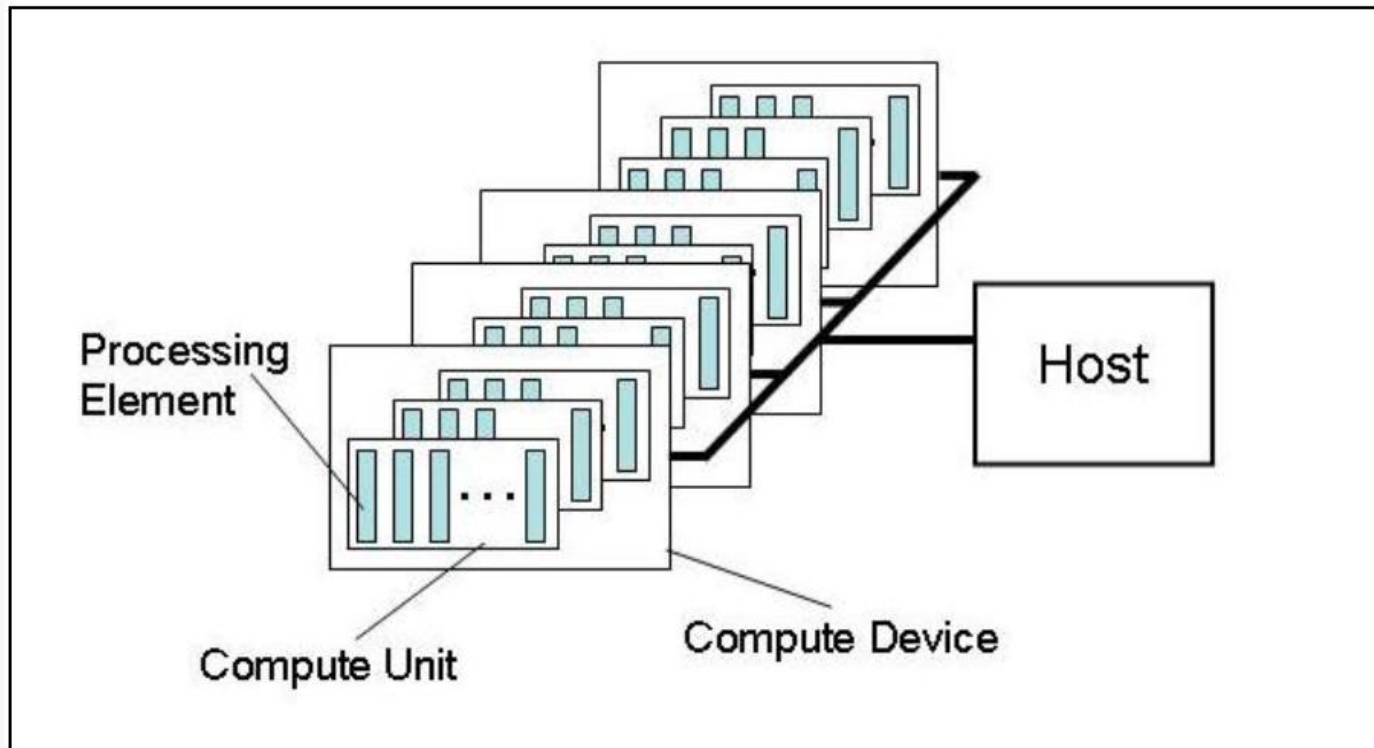 Processing
Element
Host
Compute Device
Compute Unit
. . .